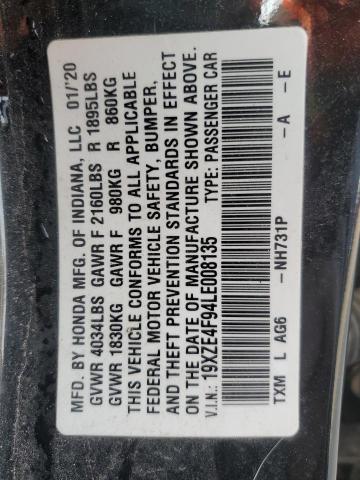 MFD. BY HONDA MFG. OF INDIANA, LLC 01/'20
GVWR 4034LBS GAWR F 2160LBS R 1895LBS
GVWR 1830KG GAWR F 980KG R 860KG
THIS VEHICLE CONFORMS TO ALL APPLICABLE
FEDERAL MOTOR VEHICLE SAFETY, BUMPER,
AND THEFT PREVENTION STANDARDS IN EFFECT
ON THE DATE OF MANUFACTURE SHOWN ABOVE.
V.I.N.: 19XZE4F94LE008135 TYPE: PASSENGER CAR
TXM L AG6 - NH731P - A - E